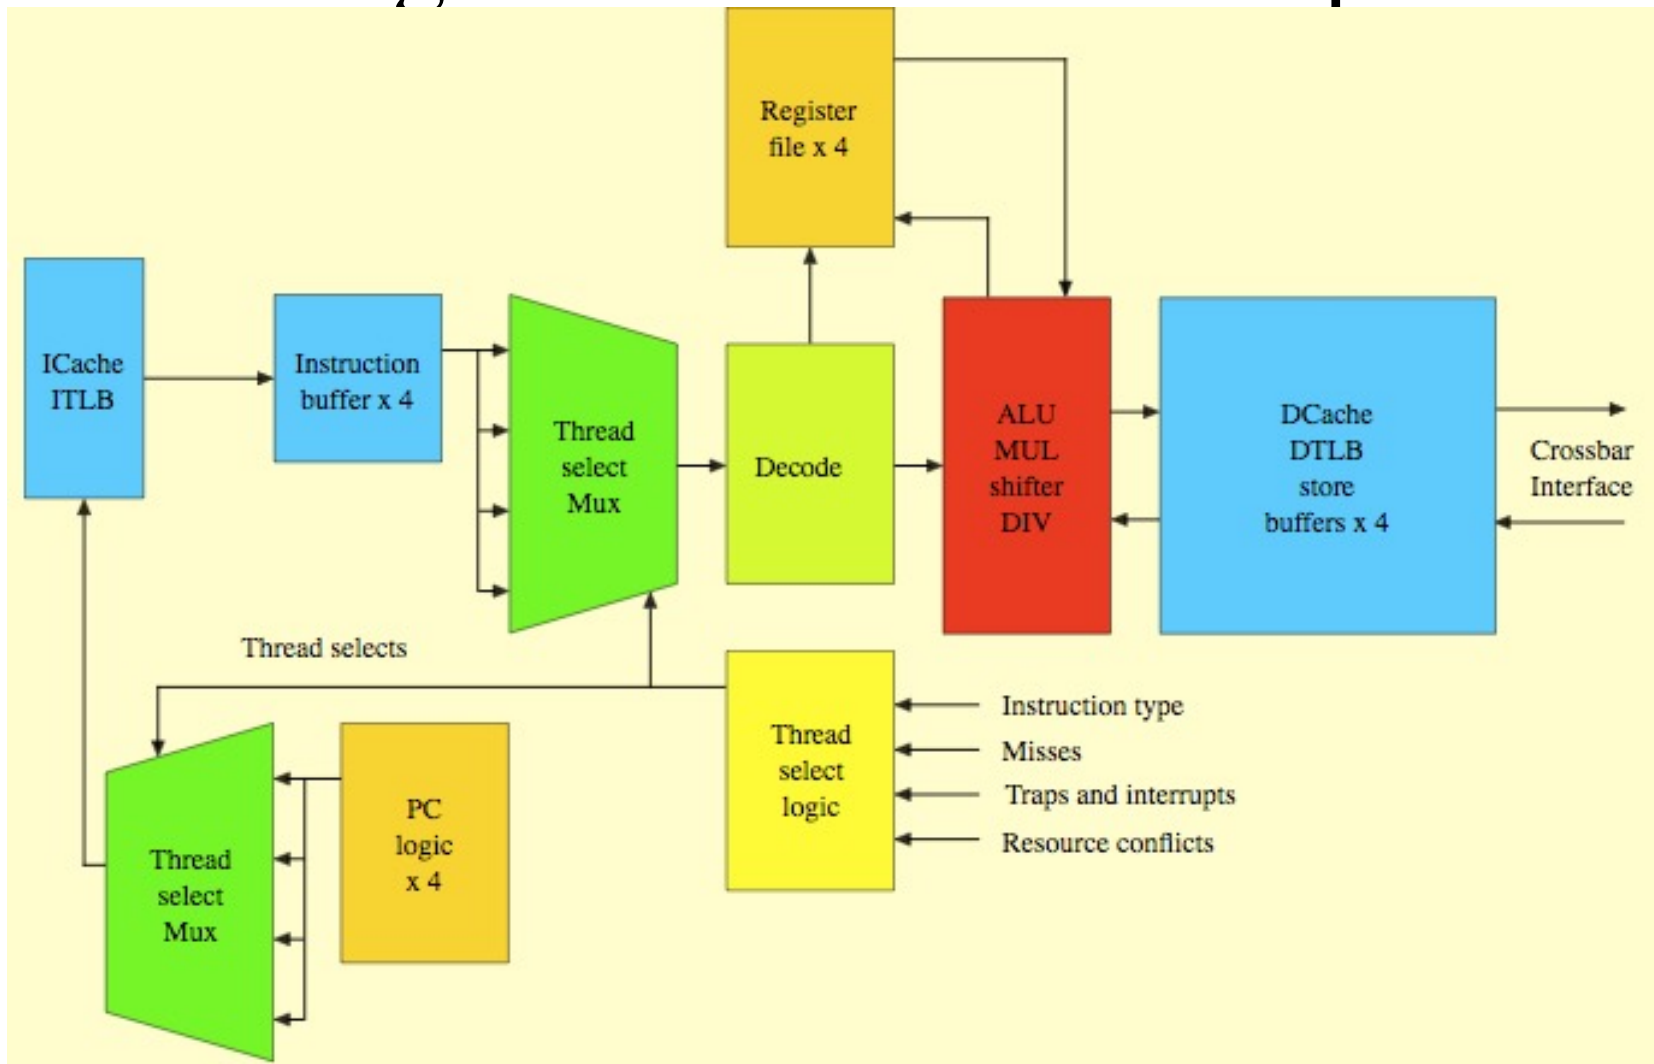 Register
file x 4
ICache
ITLB
Instruction
buffer x 4
Thread
select
Mux
Decode
ALU
MUL
shifter
DIV
DCache
DTLB
store
buffers x 4
Crossbar
Interface
Thread selects
Thread
select
Mux
PC
logic
x 4
Thread
select
logic
Instruction type
Misses
Traps and interrupts
Resource conflicts